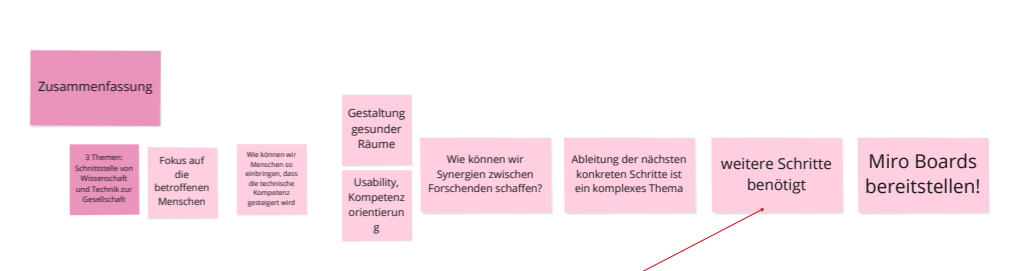 Zusammenfassung
3 Themen:
Schnittstelle von
Wissenschaft
und Technik zur
Gesellschaft
Fokus auf
die
betroffenen
Menschen
Wie können wir
Menschen so
einbringen, dass
die technische
Kompetenz
gesteigert wird
Gestaltung
gesunder
Räume
Usability,
Kompetenz
orientierun
g
Wie können wir
Synergien zwischen
Forschenden schaffen?
Ableitung der nächsten
konkreten Schritte ist
ein komplexes Thema
weitere Schritte
benötigt
Miro Boards
bereitstellen!